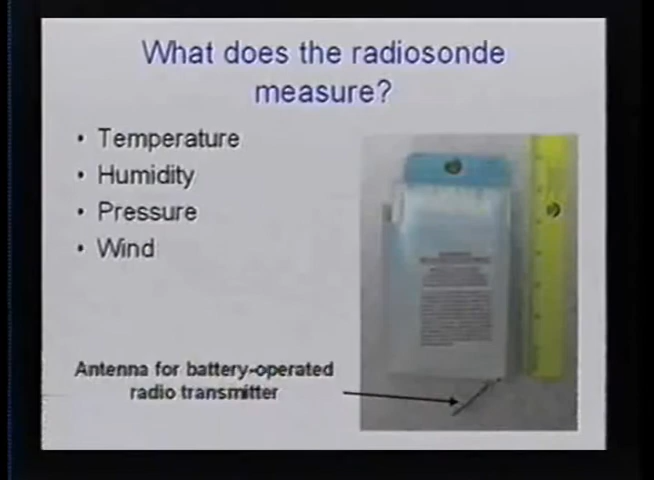 What does the radiosonde
measure?
• Temperature
• Humidity
• Pressure
• Wind
Antenna for battery-operated
radio transmitter